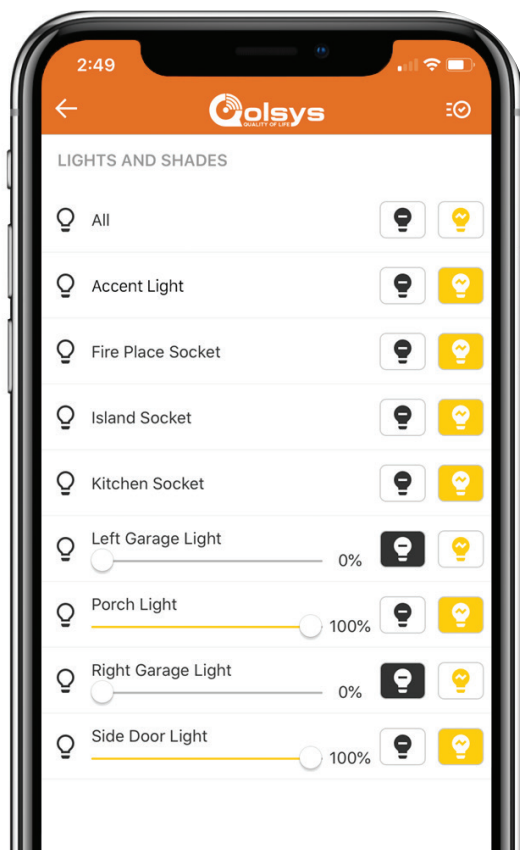 2:49
Qolsys
QUALITY OF LIFE
LIGHTS AND SHADES
All
Accent Light
Fire Place Socket
Island Socket
Kitchen Socket
Left Garage Light
0%
Porch Light
100%
Right Garage Light
0%
Side Door Light
100%